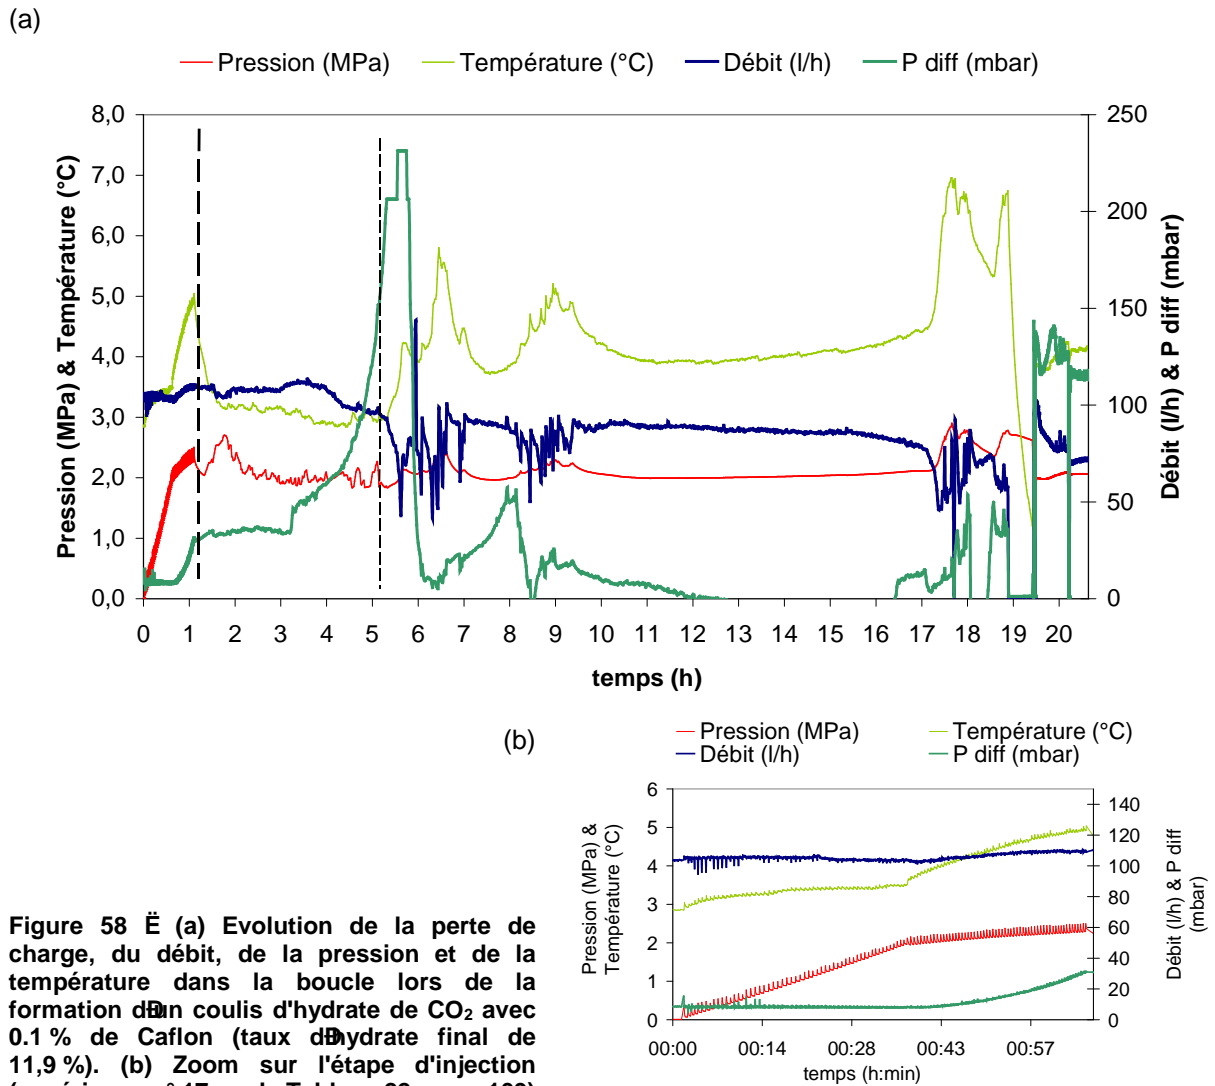 (a)
Pression (MPa) Température (°C) Débit (l/h) P diff (mbar)
Pression (MPa) & Température (°C)
8,0
7,0
6,0
5,0
4,0
3,0
2,0
1,0
0,0
250
200
150
100
50
0
Débit (l/h) & P diff (mbar)
0 1 2 3 4 5 6 7 8 9 10 11 12 13 14 15 16 17 18 19 20
temps (h)
(b)
Pression (MPa) Température (°C)
Débit (l/h) P diff (mbar)
Pression (MPa) &
Température (°C)
6
5
4
3
2
1
0
140
120
100
80
60
40
20
0
Débit (l/h) & P diff
(mbar)
00:00 00:14 00:28 00:43 00:57
temps (h:min)
Figure 58 Ë (a) Evolution de la perte de
charge, du débit, de la pression et de la
température dans la boucle lors de la
formation un coulis d'hydrate de CO₂ avec
0.1 % de Caflon (taux hydrate final de
11,9 %). (b) Zoom sur l'étape d'injection